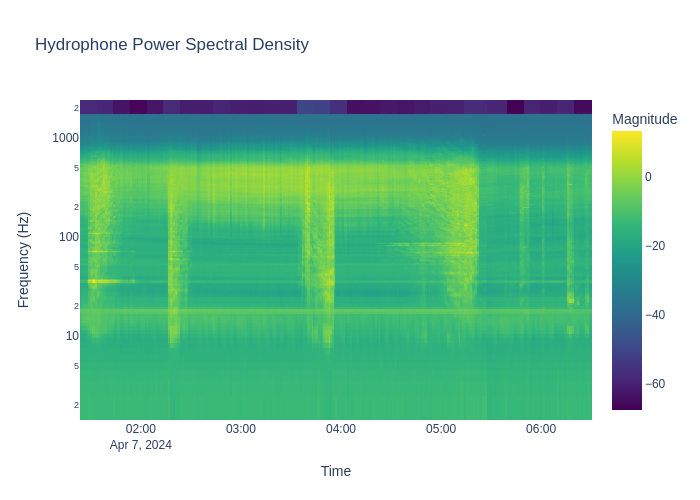 Hydrophone Power Spectral Density
Magnitude
2
1000
5
2
100
5
2
10
5
2
0
−20
−40
−60
Frequency (Hz)
02:00 03:00 04:00 05:00 06:00
Apr 7, 2024
Time